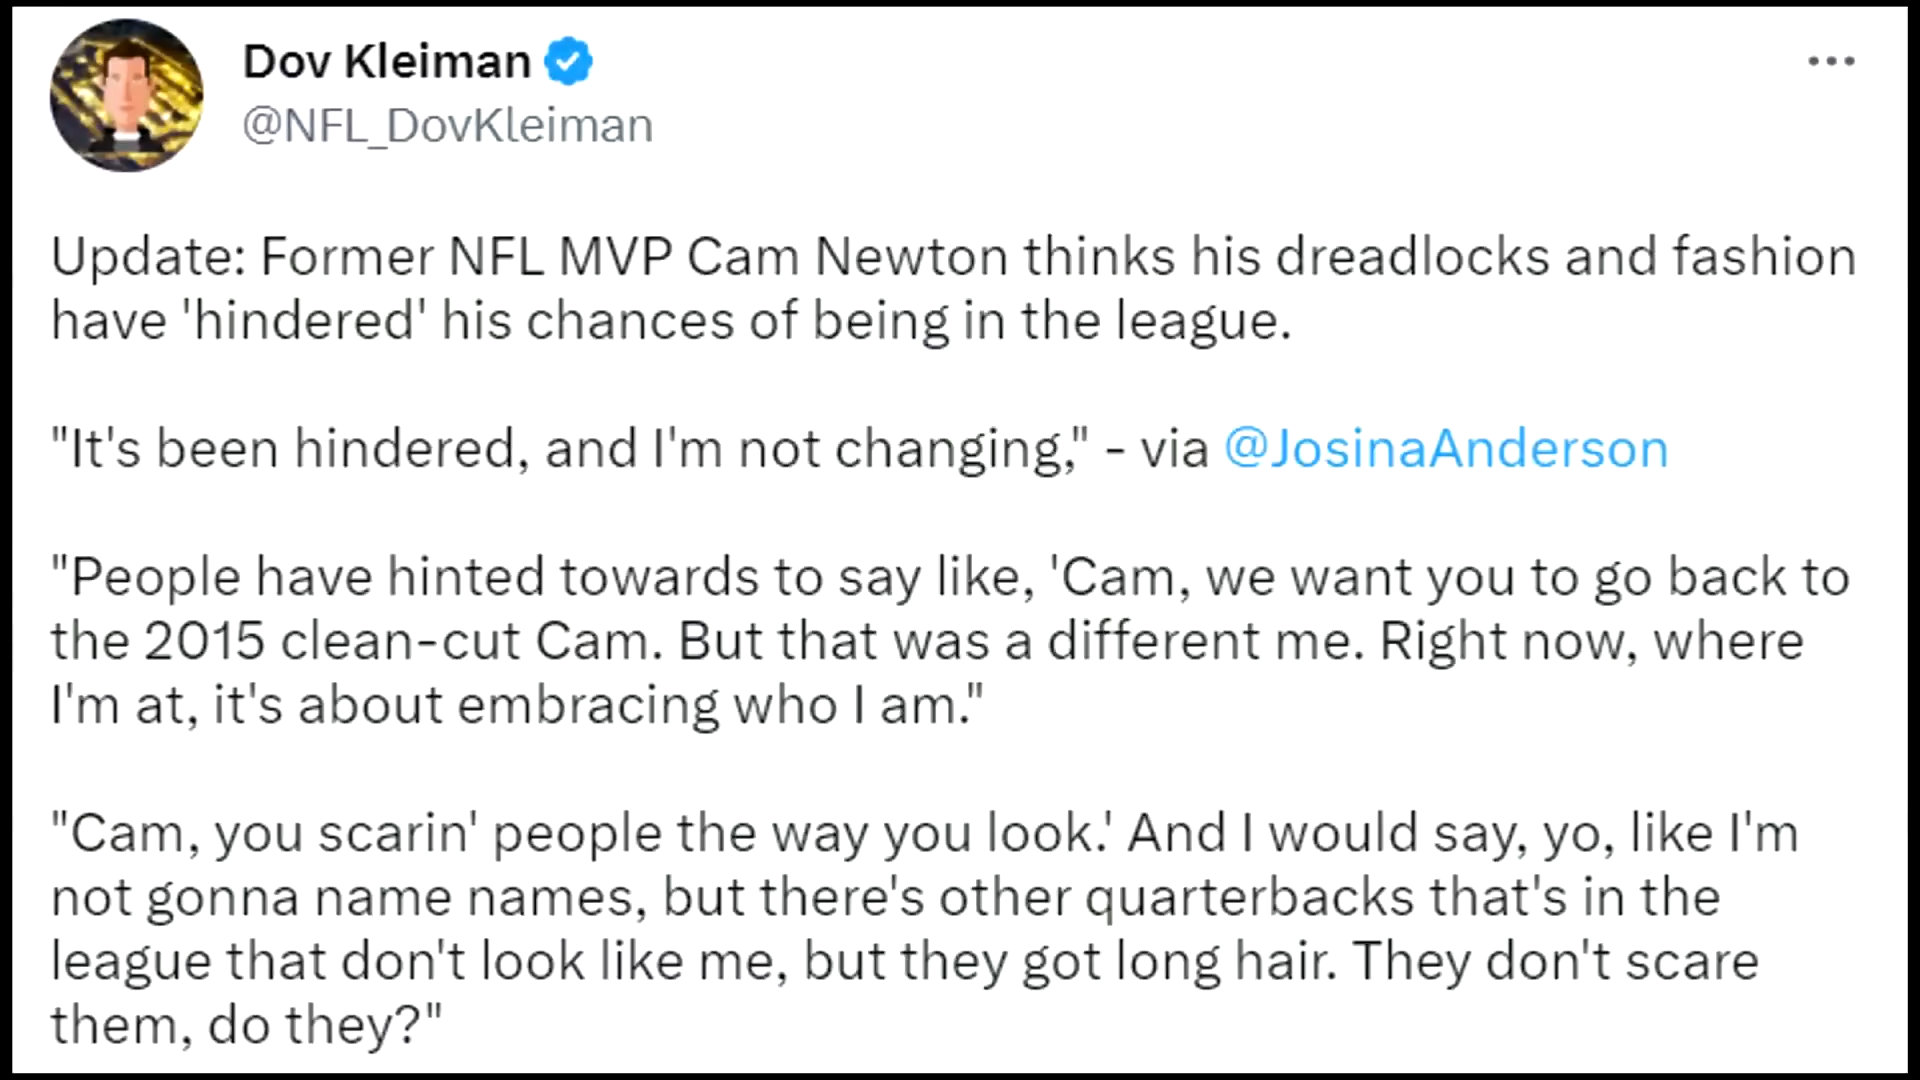 Dov Kleiman
@NFL_DovKleiman
Update: Former NFL MVP Cam Newton thinks his dreadlocks and fashion
have 'hindered' his chances of being in the league.
"It's been hindered, and I'm not changing," - via @JosinaAnderson
"People have hinted towards to say like, 'Cam, we want you to go back to
the 2015 clean-cut Cam. But that was a different me. Right now, where
I'm at, it's about embracing who I am."
"Cam, you scarin' people the way you look.' And I would say, yo, like I'm
not gonna name names, but there's other quarterbacks that's in the
league that don't look like me, but they got long hair. They don't scare
them, do they?"